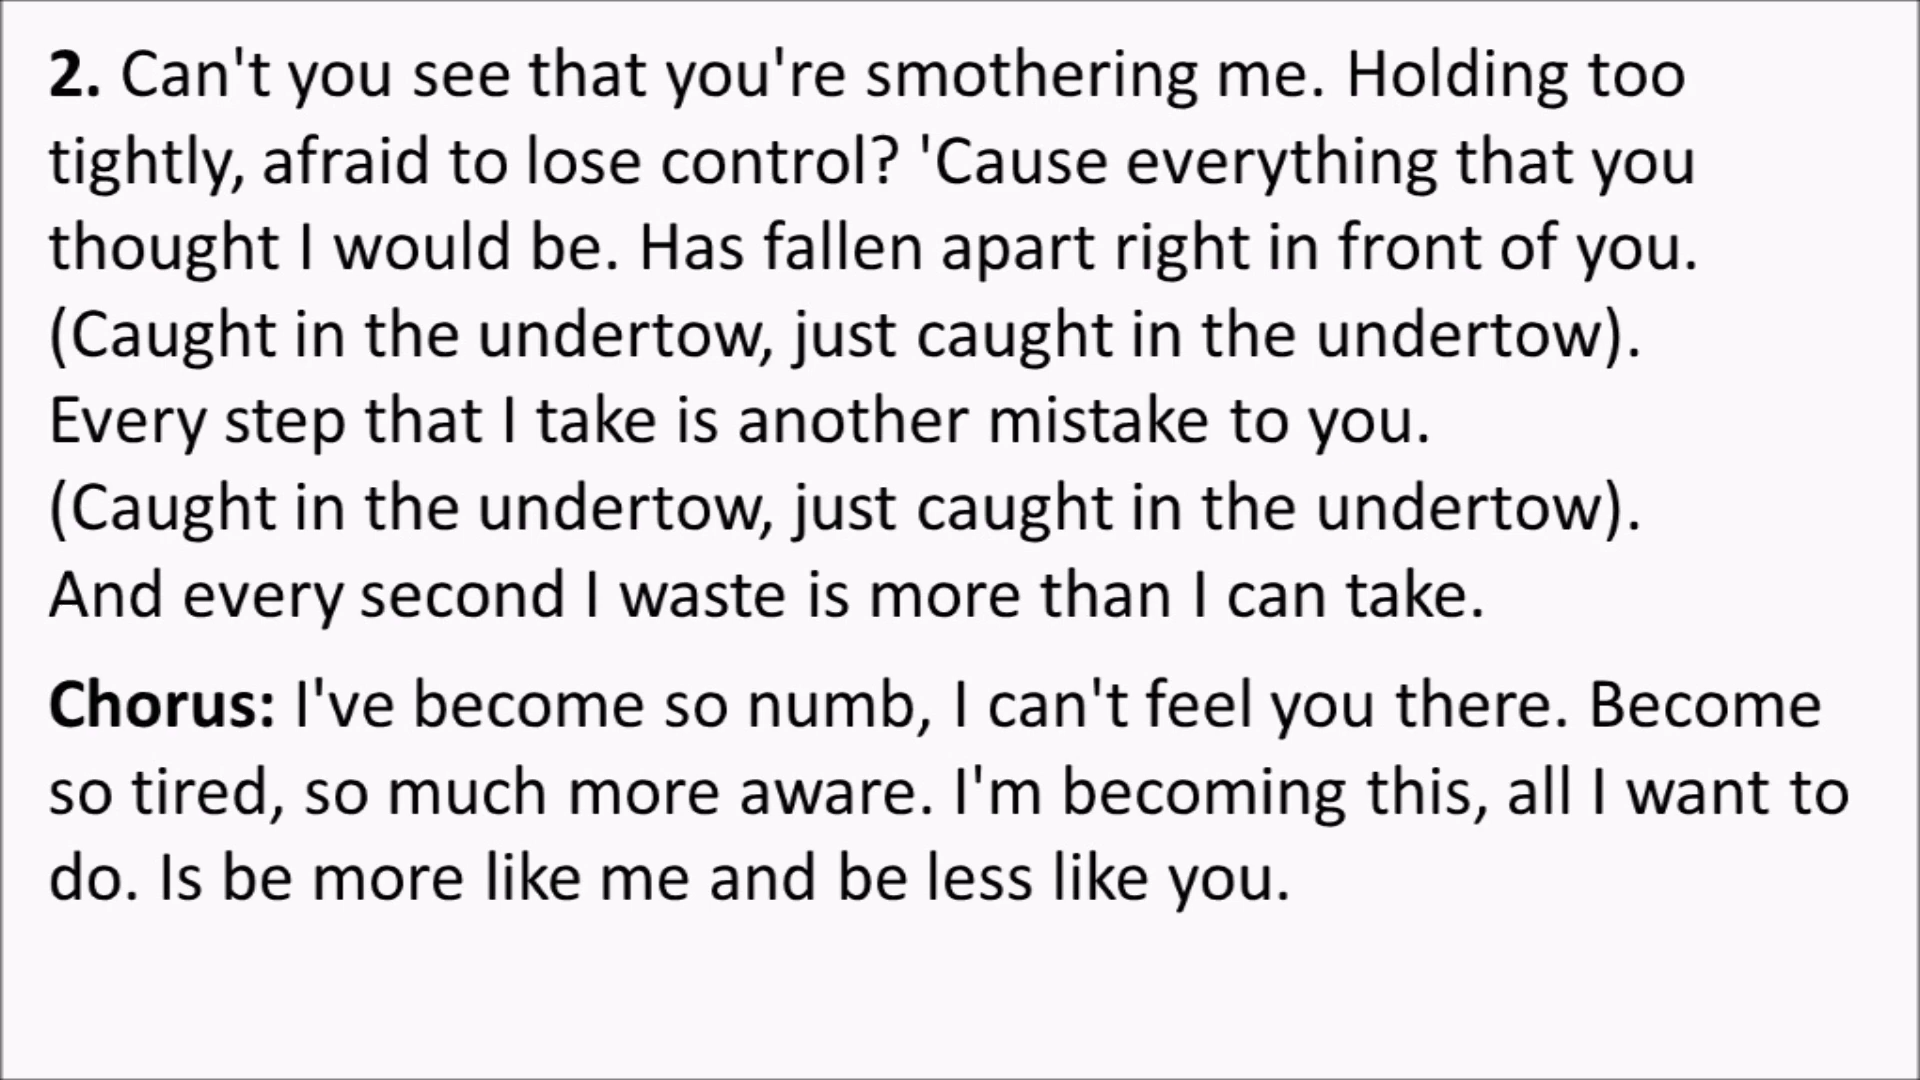 2. Can't you see that you're smothering me. Holding too
tightly, afraid to lose control? 'Cause everything that you
thought I would be. Has fallen apart right in front of you.
(Caught in the undertow, just caught in the undertow).
Every step that I take is another mistake to you.
(Caught in the undertow, just caught in the undertow).
And every second I waste is more than I can take.
Chorus: I've become so numb, I can't feel you there. Become
so tired, so much more aware. I'm becoming this, all I want to
do. Is be more like me and be less like you.